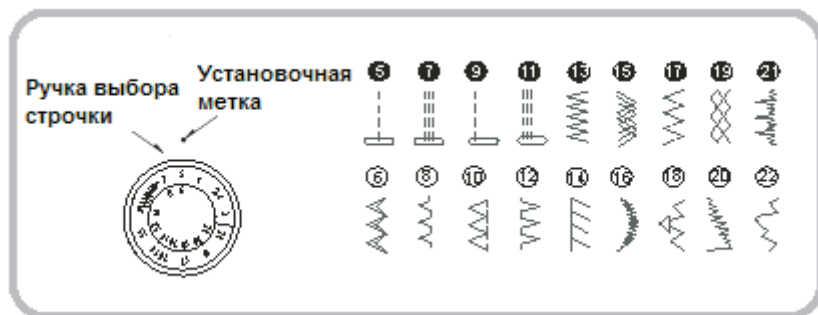 Ручка выбора
строчки
Установочная
метка
5 7 9 11 13 15 17 19 21
6 8 10 12 14 16 18 20 22